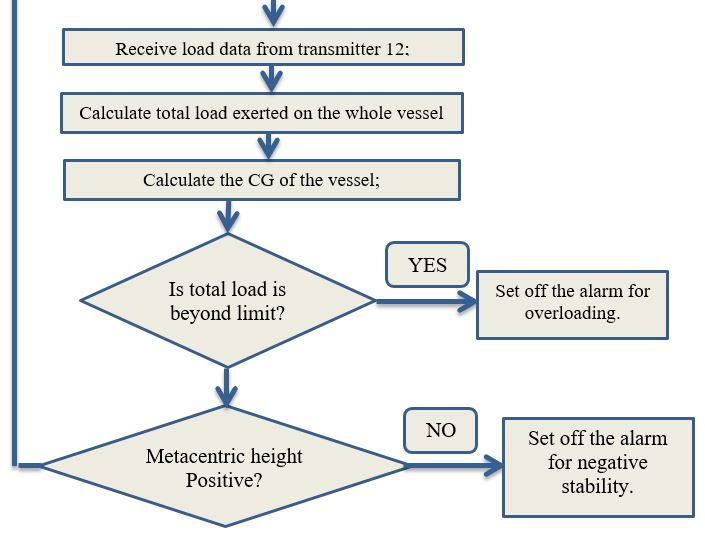 Receive load data from transmitter 12;
Calculate total load exerted on the whole vessel
Calculate the CG of the vessel;
Is total load is
beyond limit?
YES
Set off the alarm for
overloading.
Metacentric height
Positive?
NO
Set off the alarm
for negative
stability.